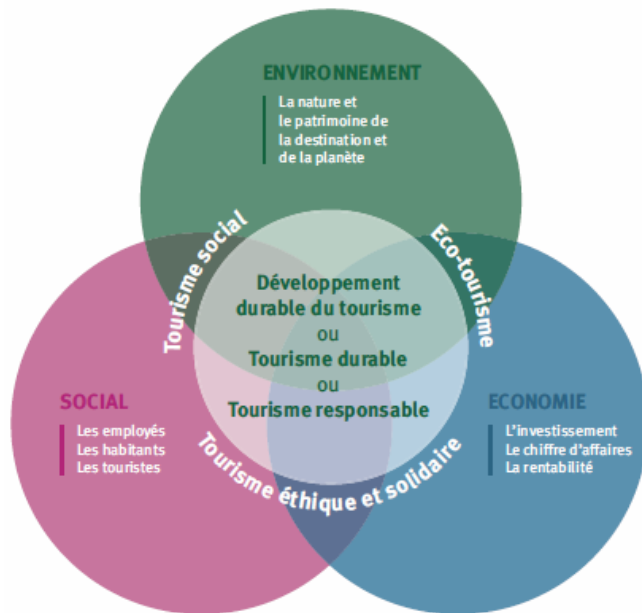 ENVIRONNEMENT
La nature et
le patrimoine de
la destination et
de la planète
Tourisme social
Eco-tourisme
Développement
durable du tourisme
ou
Tourisme durable
ou
Tourisme responsable
SOCIAL
Les employés
Les habitants
Les touristes
ECONOMIE
L'investissement
Le chiffre d'affaires
La rentabilité
Tourisme éthique et solidaire